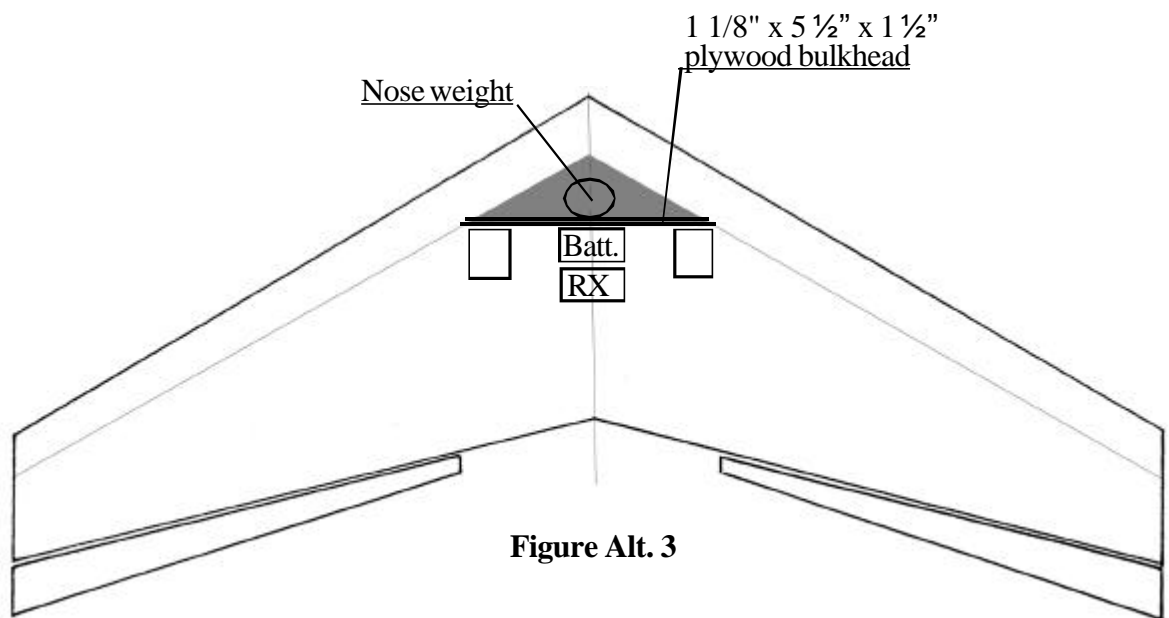 1 1/8" x 5 ½” x 1 ½”
plywood bulkhead
Nose weight
Batt.
RX
Figure Alt. 3